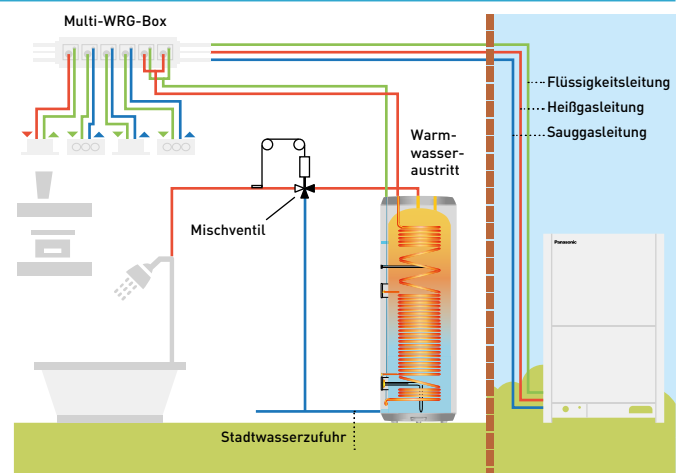 Multi-WRG-Box
Flüssigkeitsleitung
Heißgasleitung
Sauggasleitung
Warm-
wasser-
austritt
Mischventil
Panasonic
Stadtwasserzufuhr